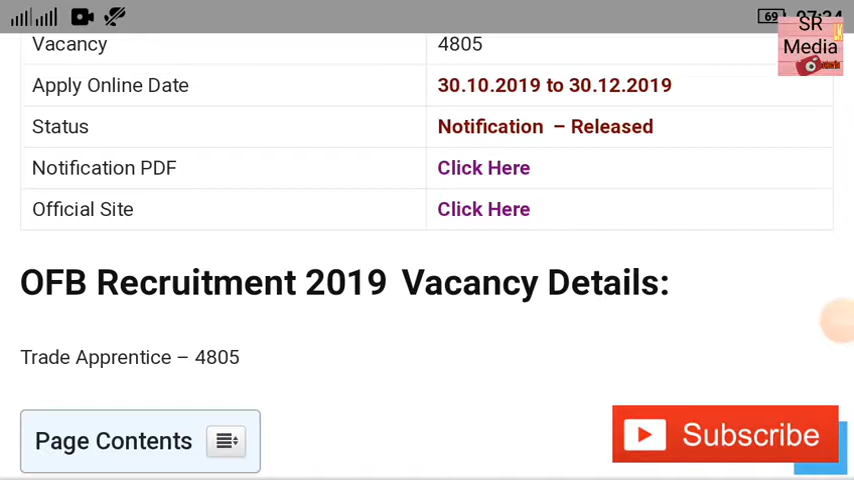 69
Vacancy 4805
SR
Media
Apply Online Date 30.10.2019 to 30.12.2019
Status Notification – Released
Notification PDF Click Here
Official Site Click Here
OFB Recruitment 2019 Vacancy Details:
Trade Apprentice – 4805
Page Contents
Subscribe